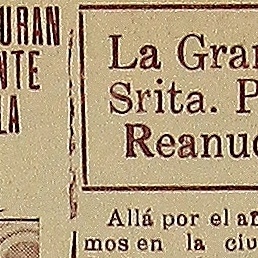 URAN
NTE
LA
La Gran
Srita. P
Reanud
Allá por el añ
mos en la ciu